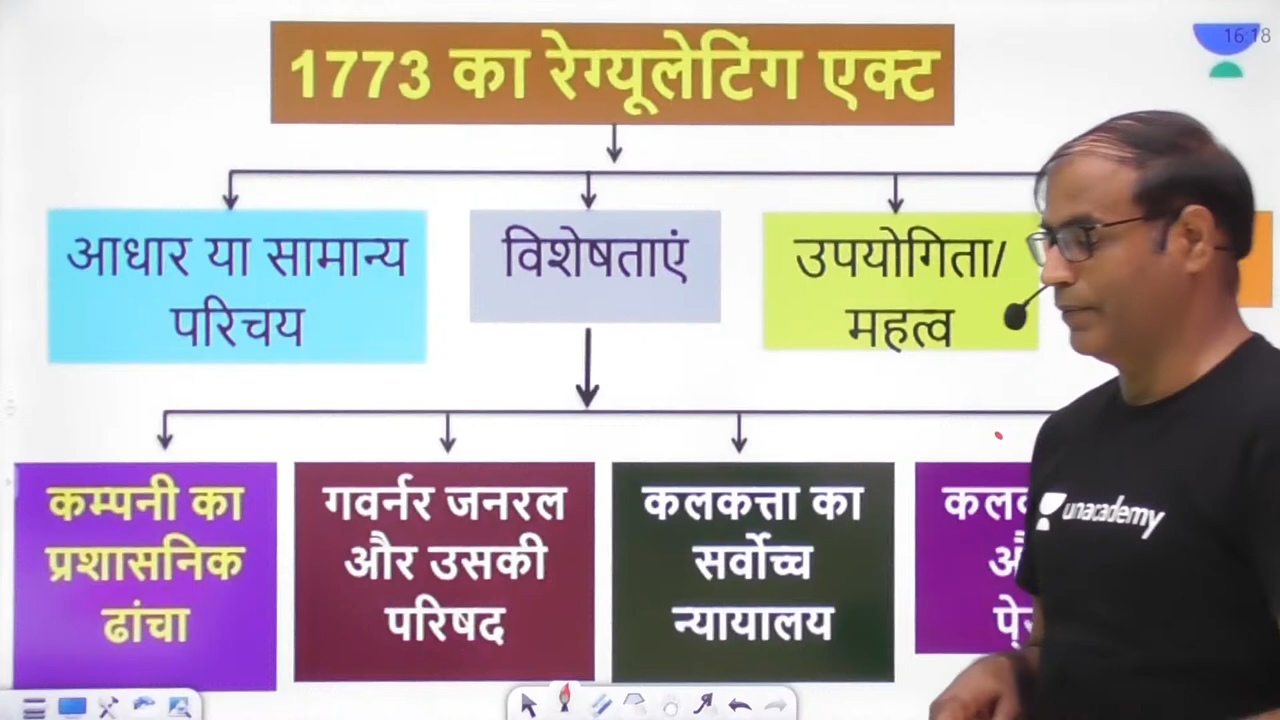 1773 का रेग्यूलेटिंग एक्ट
16:18
आधार या सामान्य
परिचय
विशेषताएं
उपयोगिता/
महत्व
कम्पनी का
प्रशासनिक
ढांचा
गवर्नर जनरल
और उसकी
परिषद
कलकत्ता का
सर्वोच्च
न्यायालय
unacademy